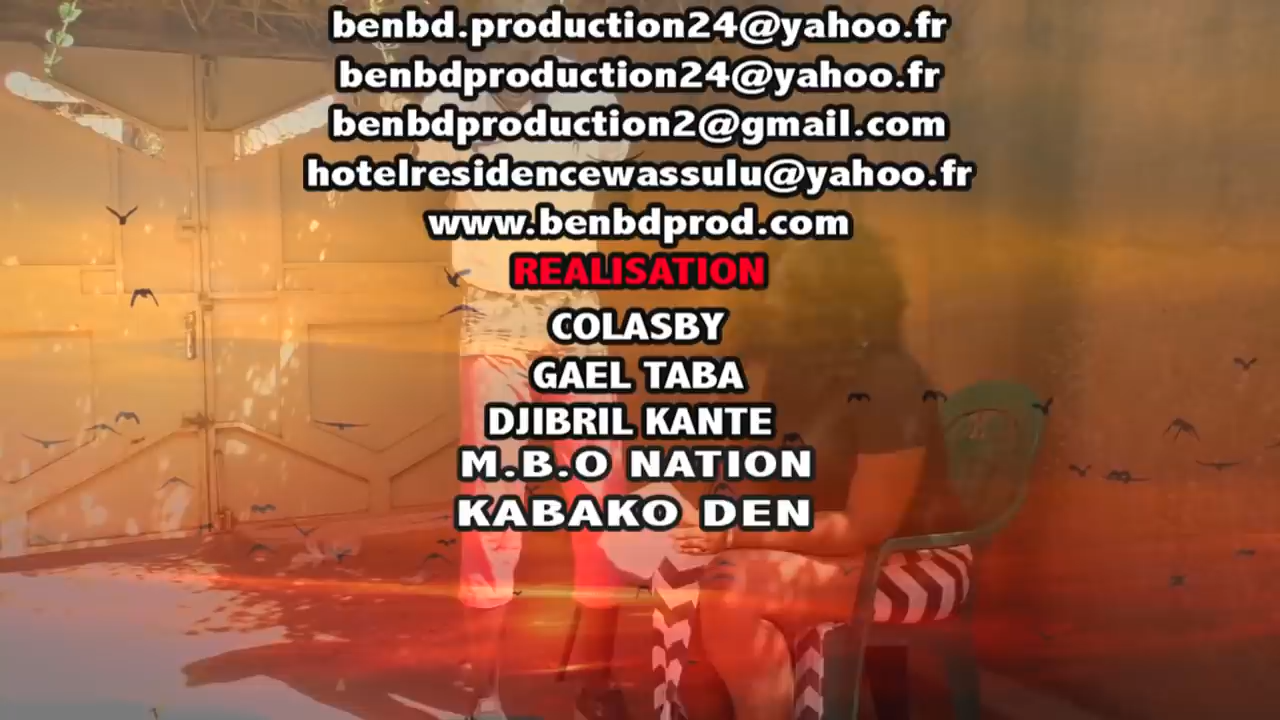 benbd.production24@yahoo.fr
benbdproduction24@yahoo.fr
benbdproduction2@gmail.com
hotelresidencewassulu@yahoo.fr
www.benbdprod.com
REALISATION
COLASBY
GAEL TABA
DJIBRIL KANTE
M.B.O NATION
KABAKO DEN